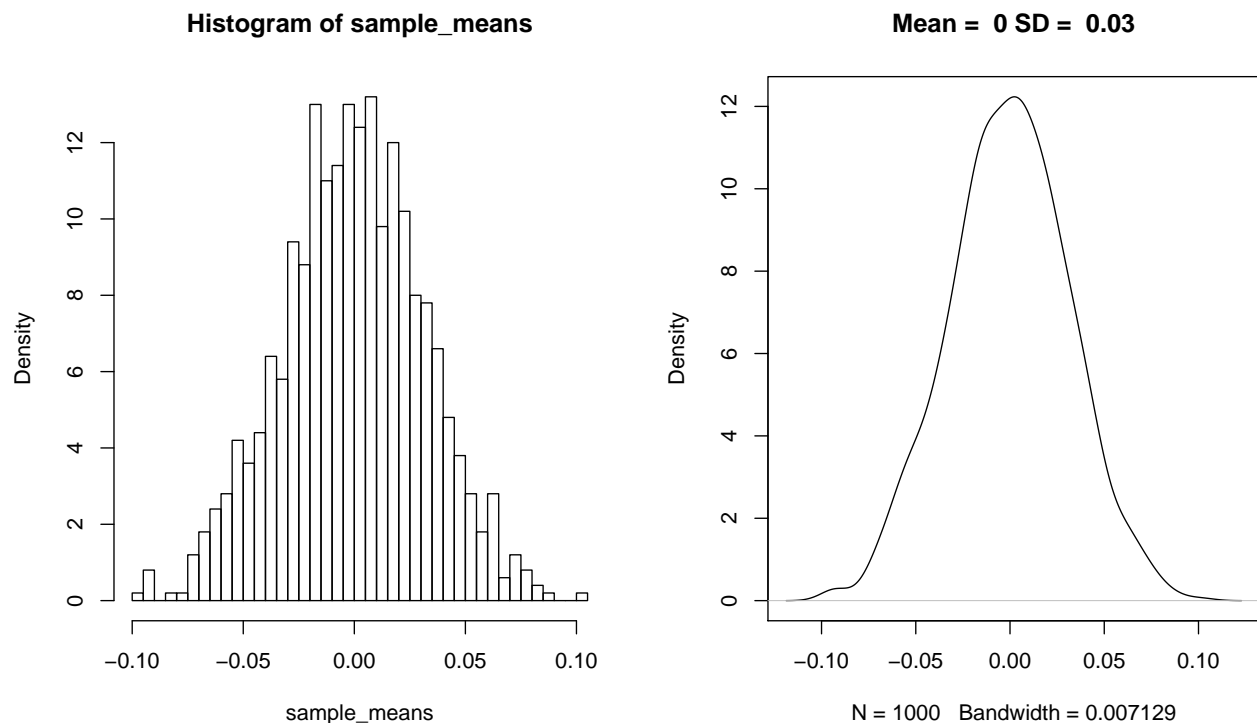 Histogram of sample_means
Density
0 2 4 6 8 10 12
−0.10 −0.05 0.00 0.05 0.10
sample_means
Mean =  0 SD =  0.03
Density
0 2 4 6 8 10 12
−0.10 −0.05 0.00 0.05 0.10
N = 1000   Bandwidth = 0.007129